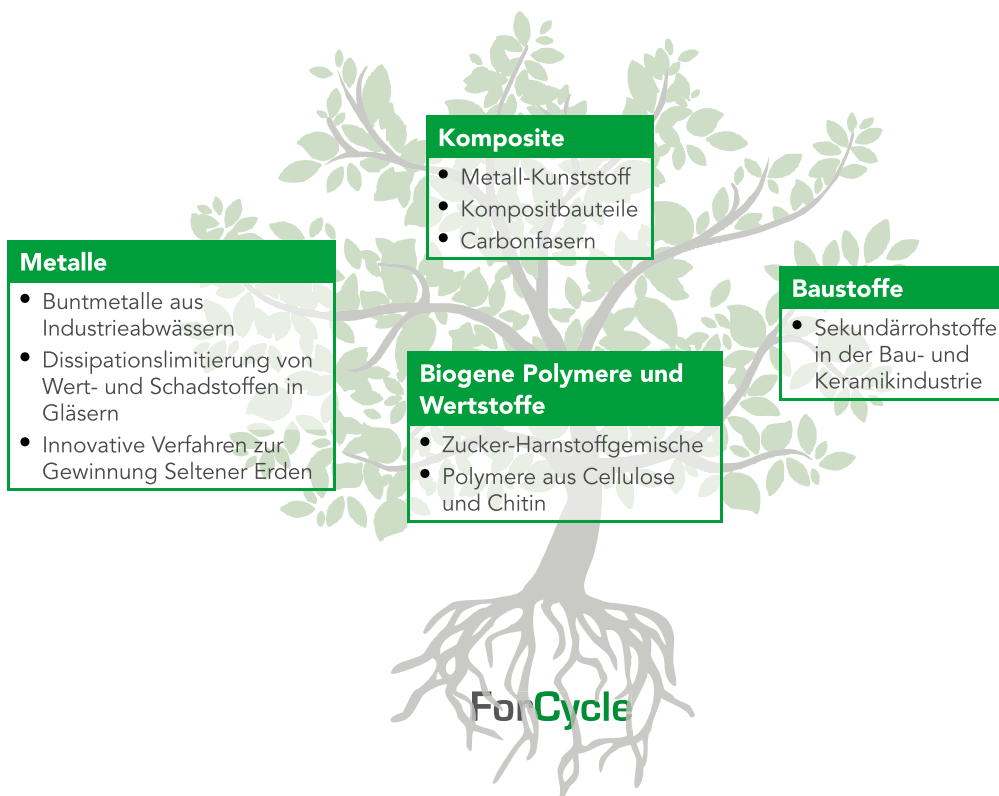 Komposite
• Metall-Kunststoff
• Kompositbauteile
• Carbonfasern
Metalle
• Buntmetalle aus
Industrieabwässern
• Dissipationslimitierung von
Wert- und Schadstoffen in
Gläsern
• Innovative Verfahren zur
Gewinnung Seltener Erden
Biogene Polymere und
Wertstoffe
• Zucker-Harnstoffgemische
• Polymere aus Cellulose
und Chitin
Baustoffe
• Sekundärrohstoffe
in der Bau- und
Keramikindustrie
ForCycle